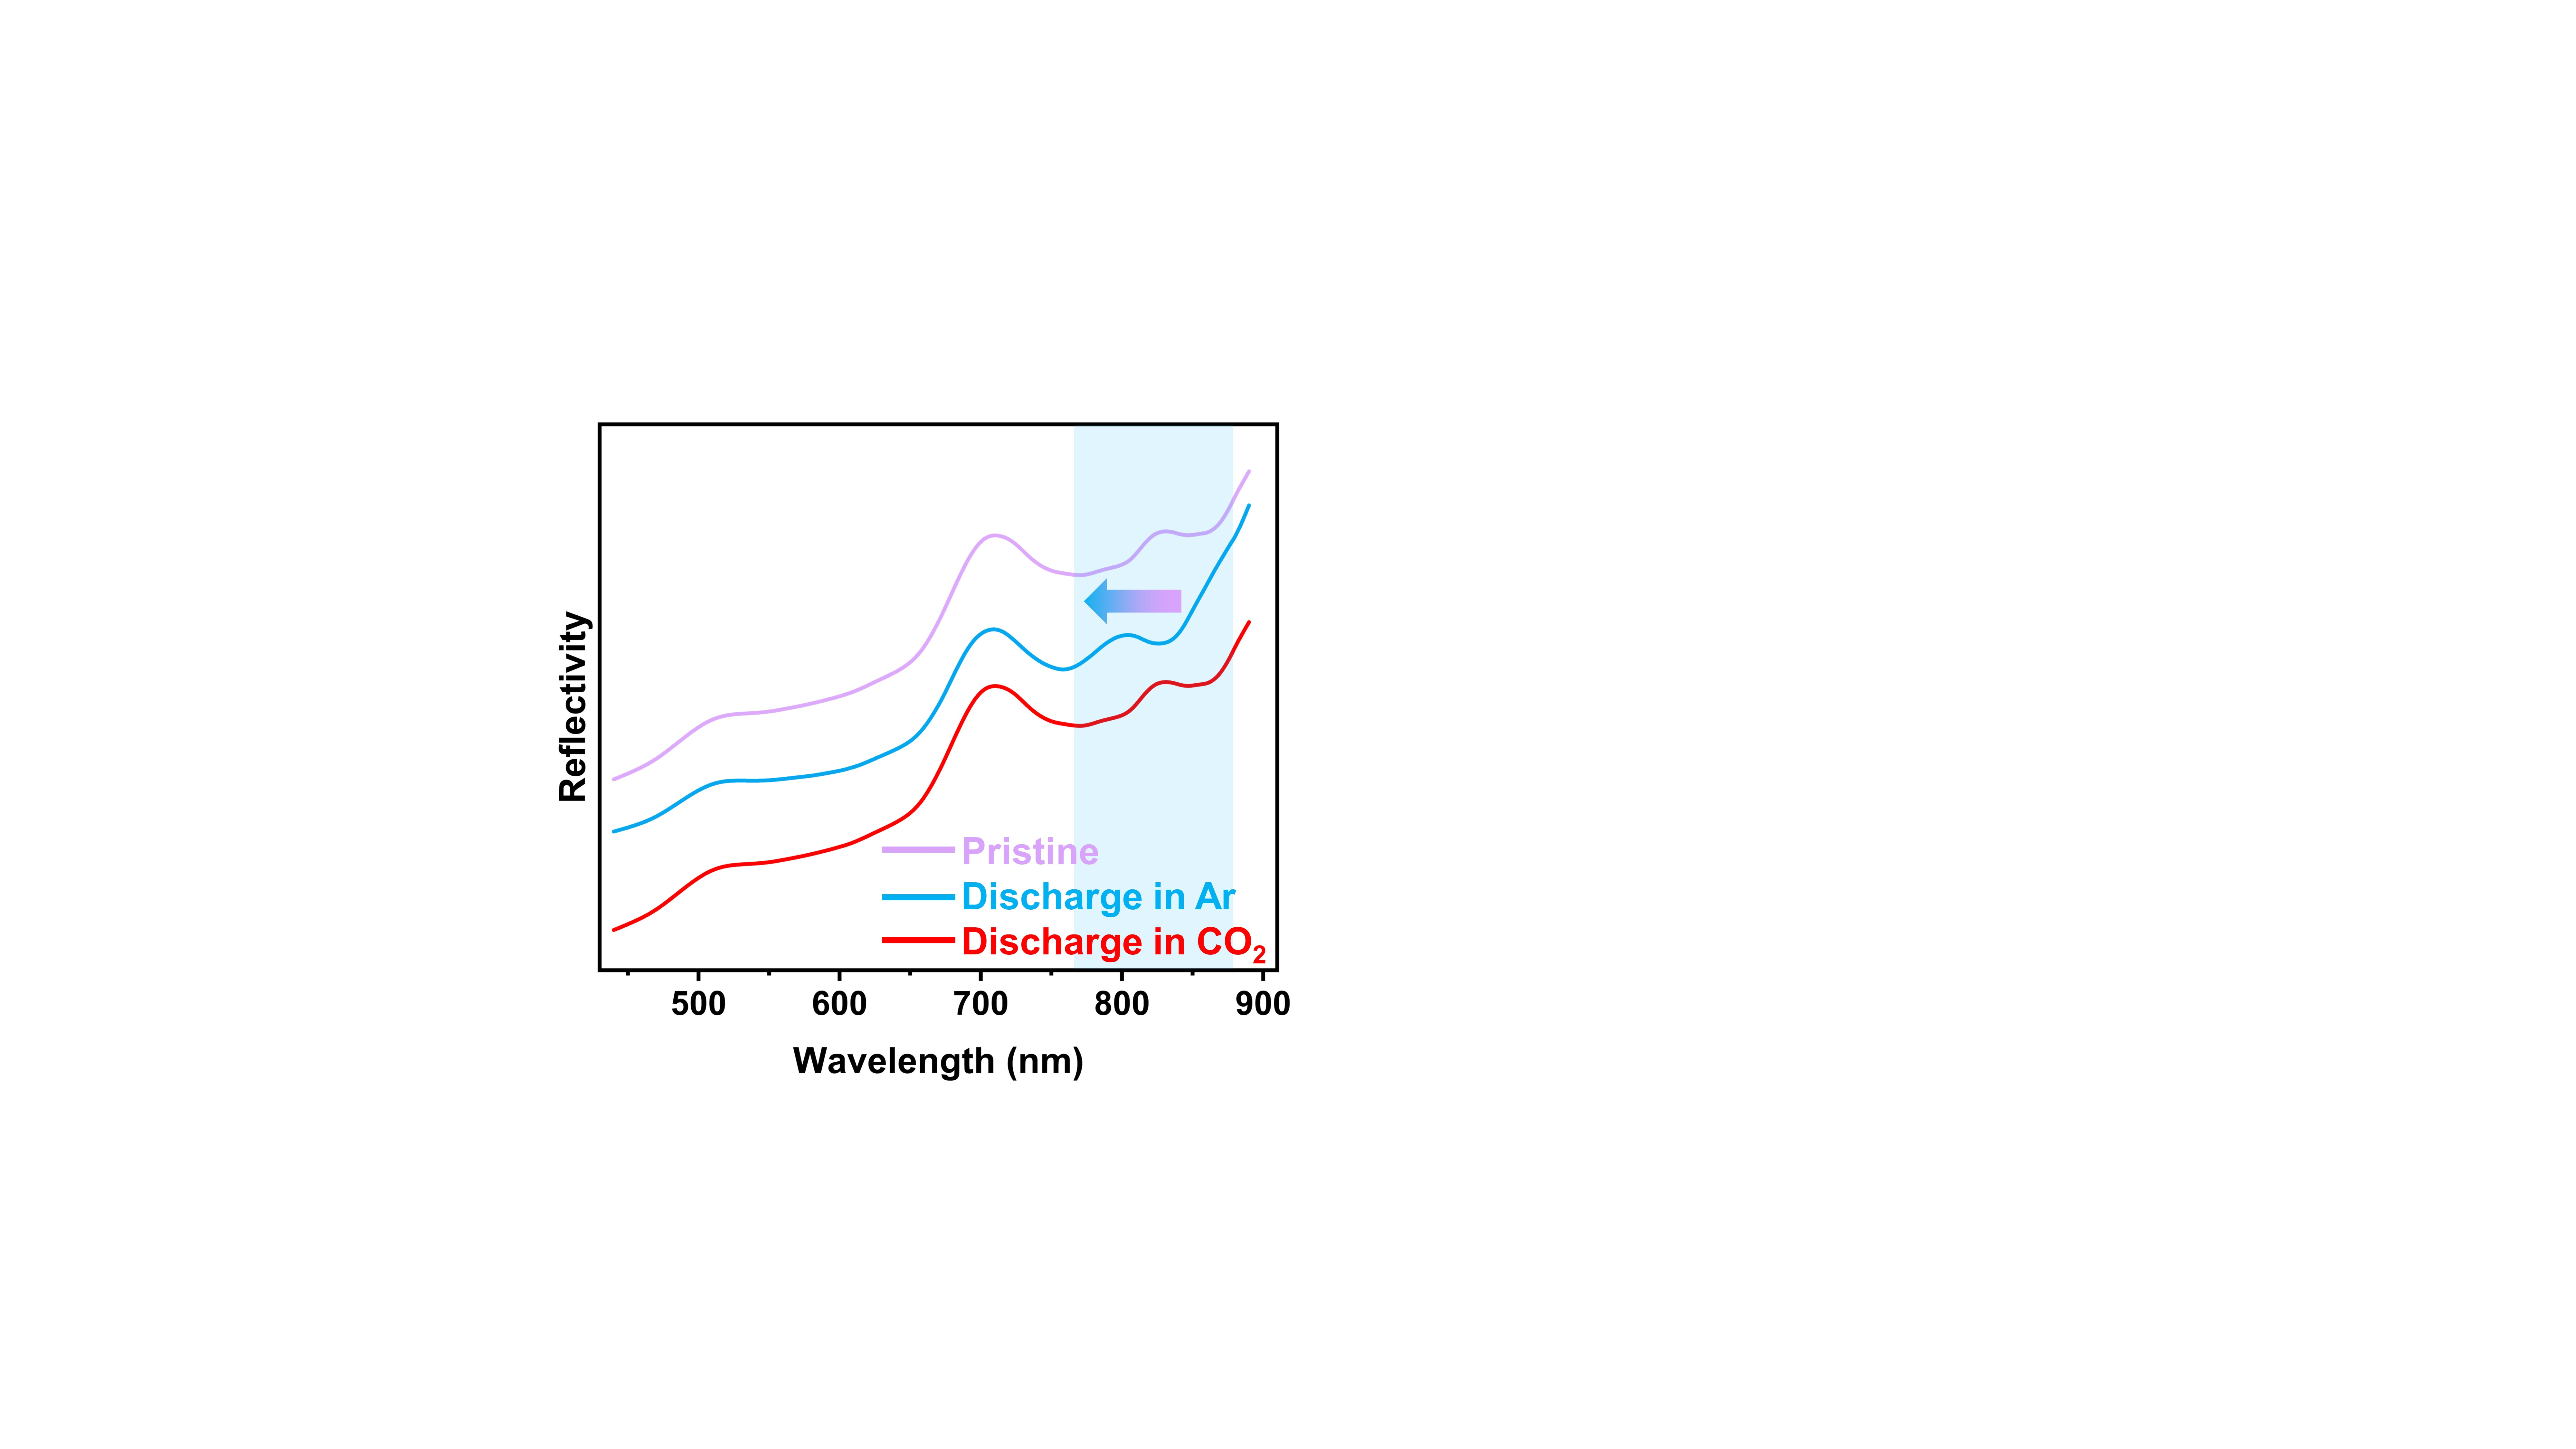 Reflectivity
Pristine
Discharge in Ar
Discharge in CO₂
500 600 700 800 900
Wavelength (nm)